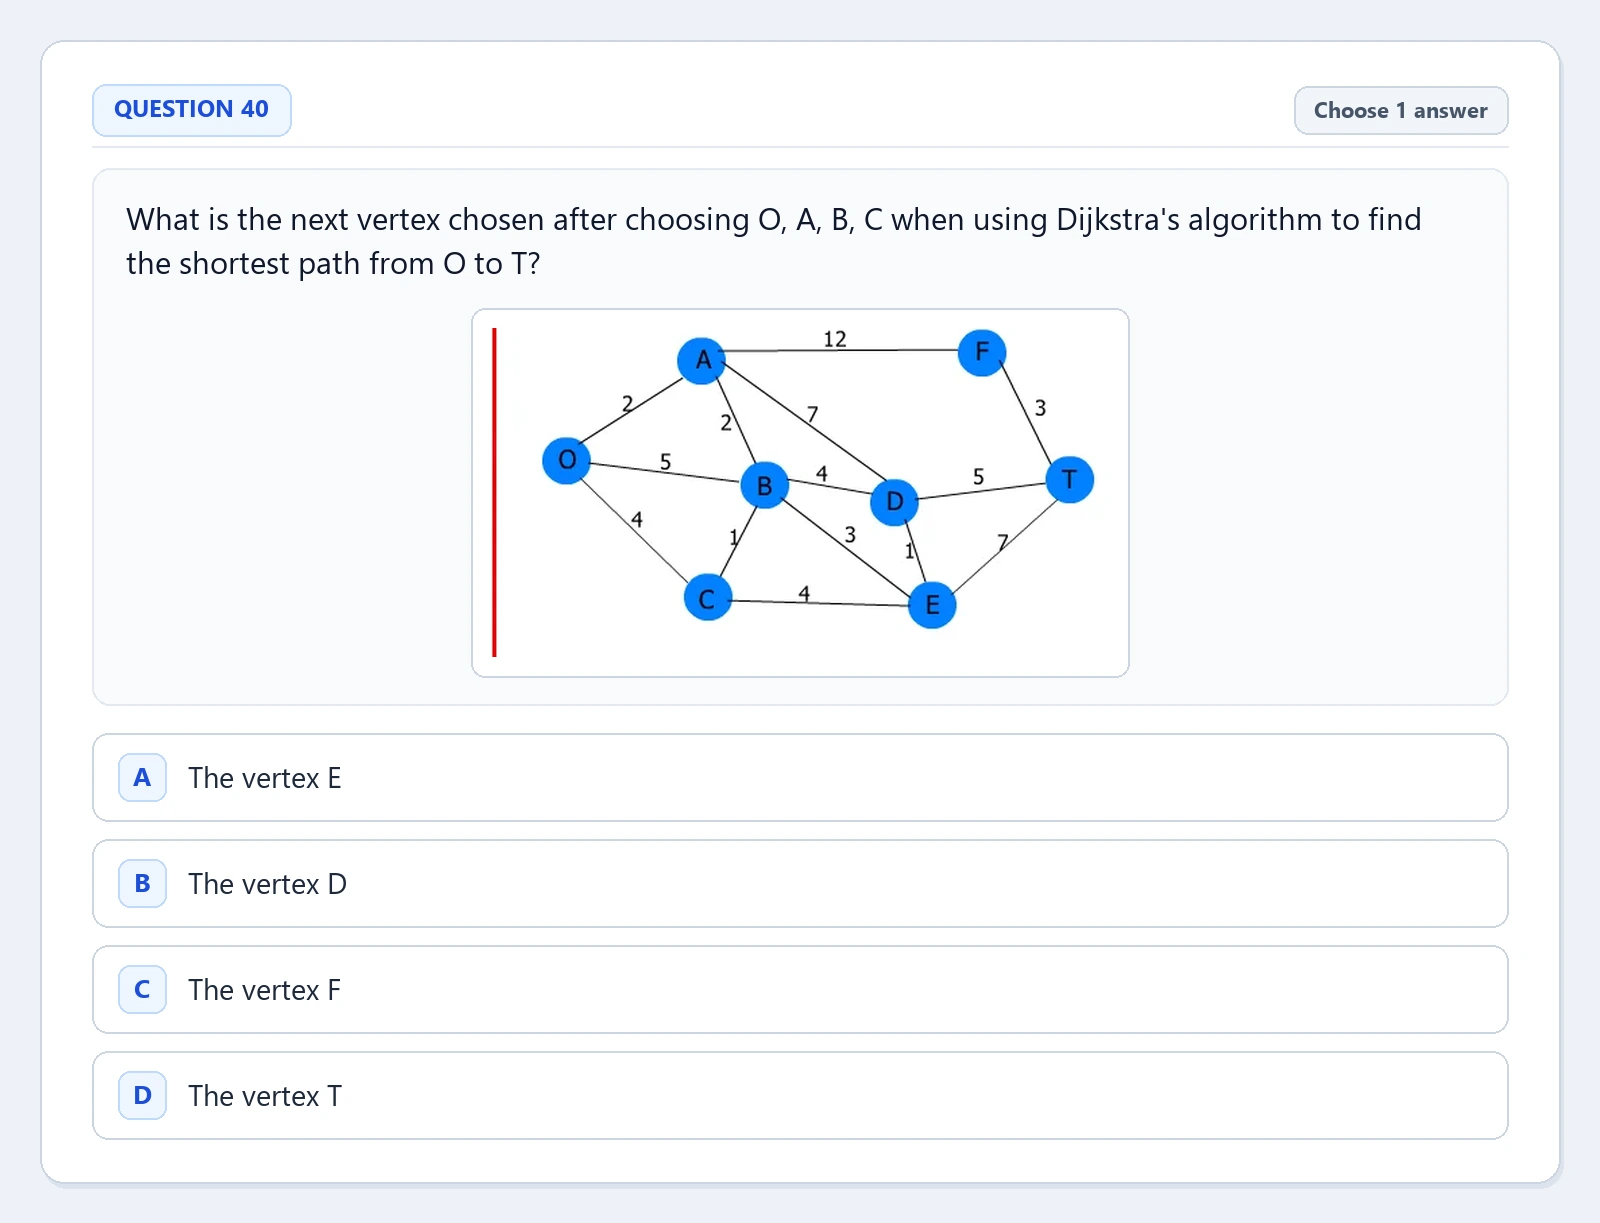 QUESTION 40
Choose 1 answer
What is the next vertex chosen after choosing O, A, B, C when using Dijkstra's algorithm to find
the shortest path from O to T?
12
A
F
2
2
7
3
O
5
B
4
D
5
T
4
1
3
1
7
C
4
E
A The vertex E
B The vertex D
C The vertex F
D The vertex T